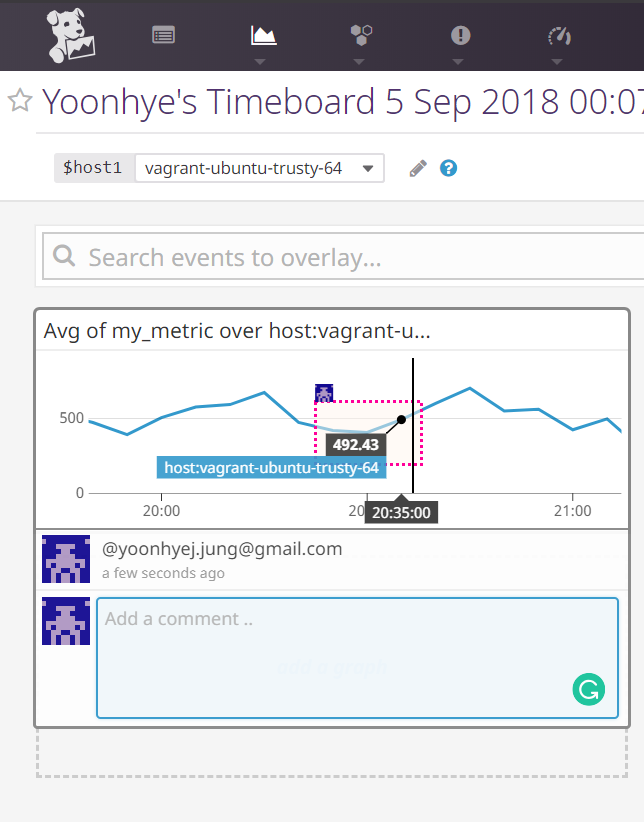 Yoonhye's Timeboard 5 Sep 2018 00:07
$host1 vagrant-ubuntu-trusty-64
Search events to overlay...
Avg of my_metric over host:vagrant-u...
500
492.43
host:vagrant-ubuntu-trusty-64
0
20:00 20 20:35:00 21:00
@yoonhyej.jung@gmail.com
a few seconds ago
Add a comment ..
add a graph